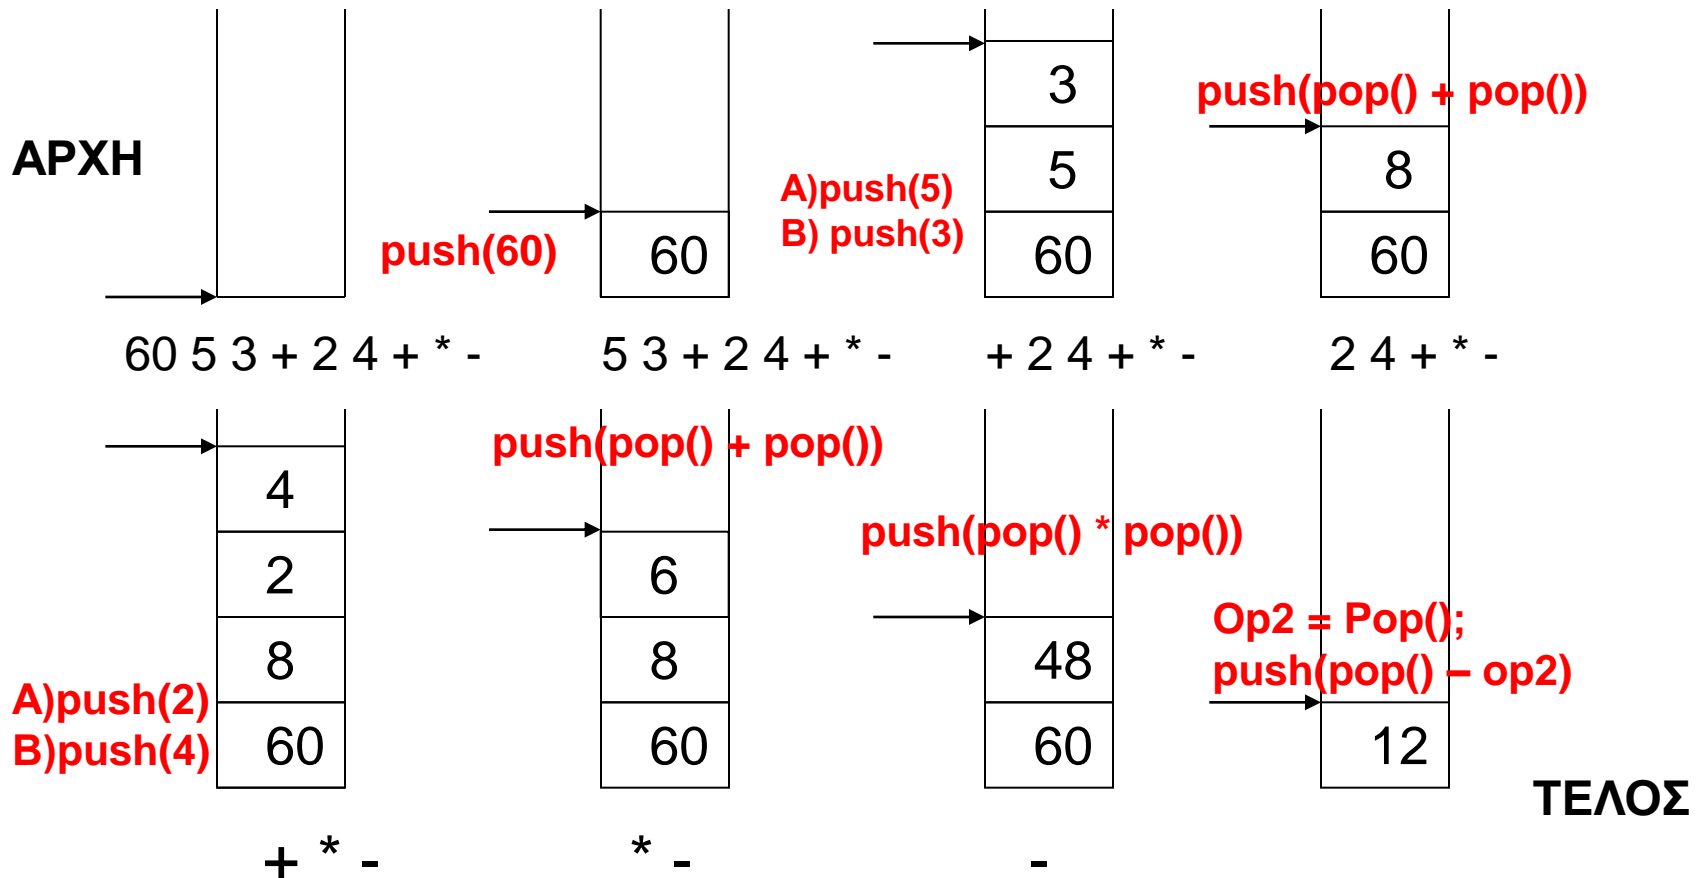 ΑΡΧΗ
push(60)
60
A)push(5)
B) push(3)
3
5
60
push(pop() + pop())
8
60
60 5 3 + 2 4 + * -
5 3 + 2 4 + * -
+ 2 4 + * -
2 4 + * -
A)push(2)
B)push(4)
4
2
8
60
push(pop() + pop())
6
8
60
push(pop() * pop())
48
60
Op2 = Pop();
push(pop() – op2)
12
ΤΕΛΟΣ
+ * -
* -
-